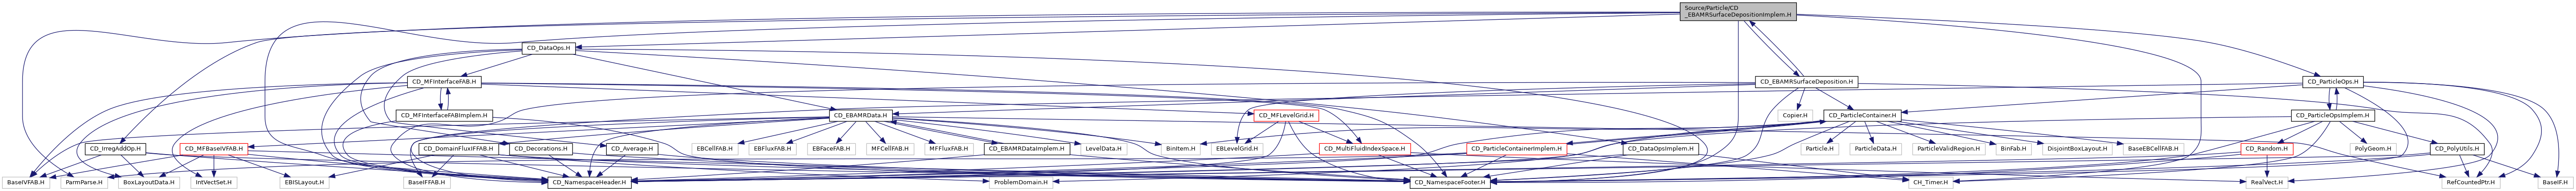 Source/Particle/CD
_EBAMRSurfaceDepositionImplem.H
CD_DataOps.H
CD_MFInterfaceFAB.H
CD_EBAMRSurfaceDeposition.H
CD_ParticleOps.H
CD_MFInterfaceFABImplem.H
CD_EBAMRData.H
CD_MFLevelGrid.H
Copier.H
CD_ParticleContainer.H
CD_ParticleOpsImplem.H
CD_IrregAddOp.H
CD_MFBaseIVFAB.H
CD_DomainFluxIFFAB.H
CD_Decorations.H
CD_Average.H
EBCellFAB.H
EBFluxFAB.H
EBFaceFAB.H
MFCellFAB.H
MFFluxFAB.H
CD_EBAMRDataImplem.H
LevelData.H
BinItem.H
EBLevelGrid.H
CD_MultiFluidIndexSpace.H
CD_ParticleContainerImplem.H
CD_DataOpsImplem.H
Particle.H
ParticleData.H
ParticleValidRegion.H
BinFab.H
DisjointBoxLayout.H
BaseEBCellFAB.H
CD_Random.H
PolyGeom.H
CD_PolyUtils.H
BaseIVFAB.H
ParmParse.H
BoxLayoutData.H
IntVectSet.H
EBISLayout.H
BaseIFFAB.H
CD_NamespaceHeader.H
ProblemDomain.H
CD_NamespaceFooter.H
CH_Timer.H
RealVect.H
RefCountedPtr.H
BaseIF.H